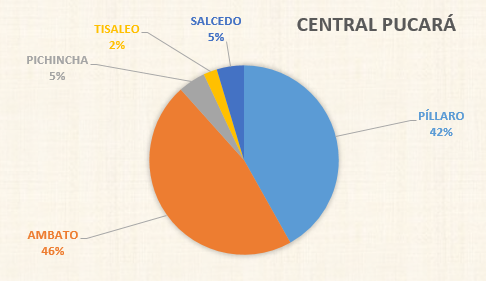 CENTRAL PUCARÁ
SALCEDO
5%
TISALEO
2%
PICHINCHA
5%
PÍLLARO
42%
AMBATO
46%